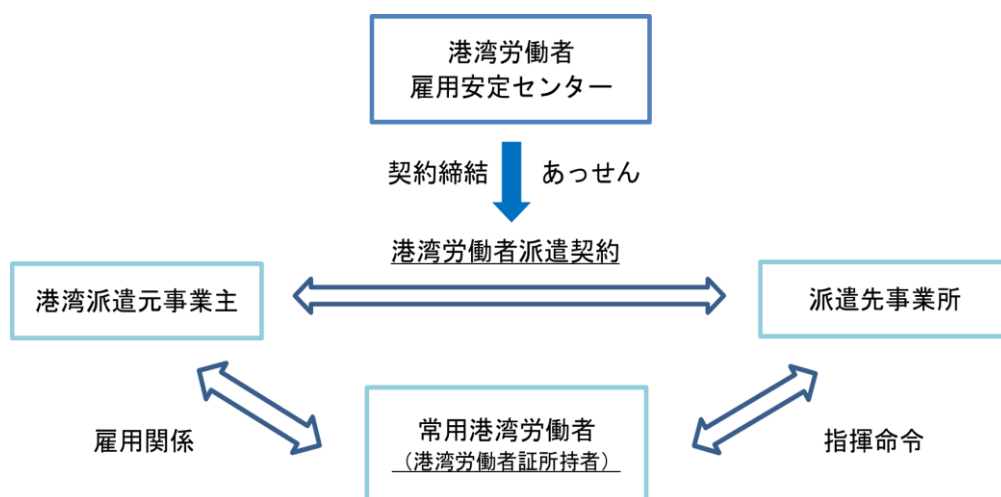 港湾労働者
雇用安定センター
契約締結 あっせん
港湾労働者派遣契約
港湾派遣元事業主
派遣先事業所
雇用関係
常用港湾労働者
(港湾労働者証所持者)
指揮命令